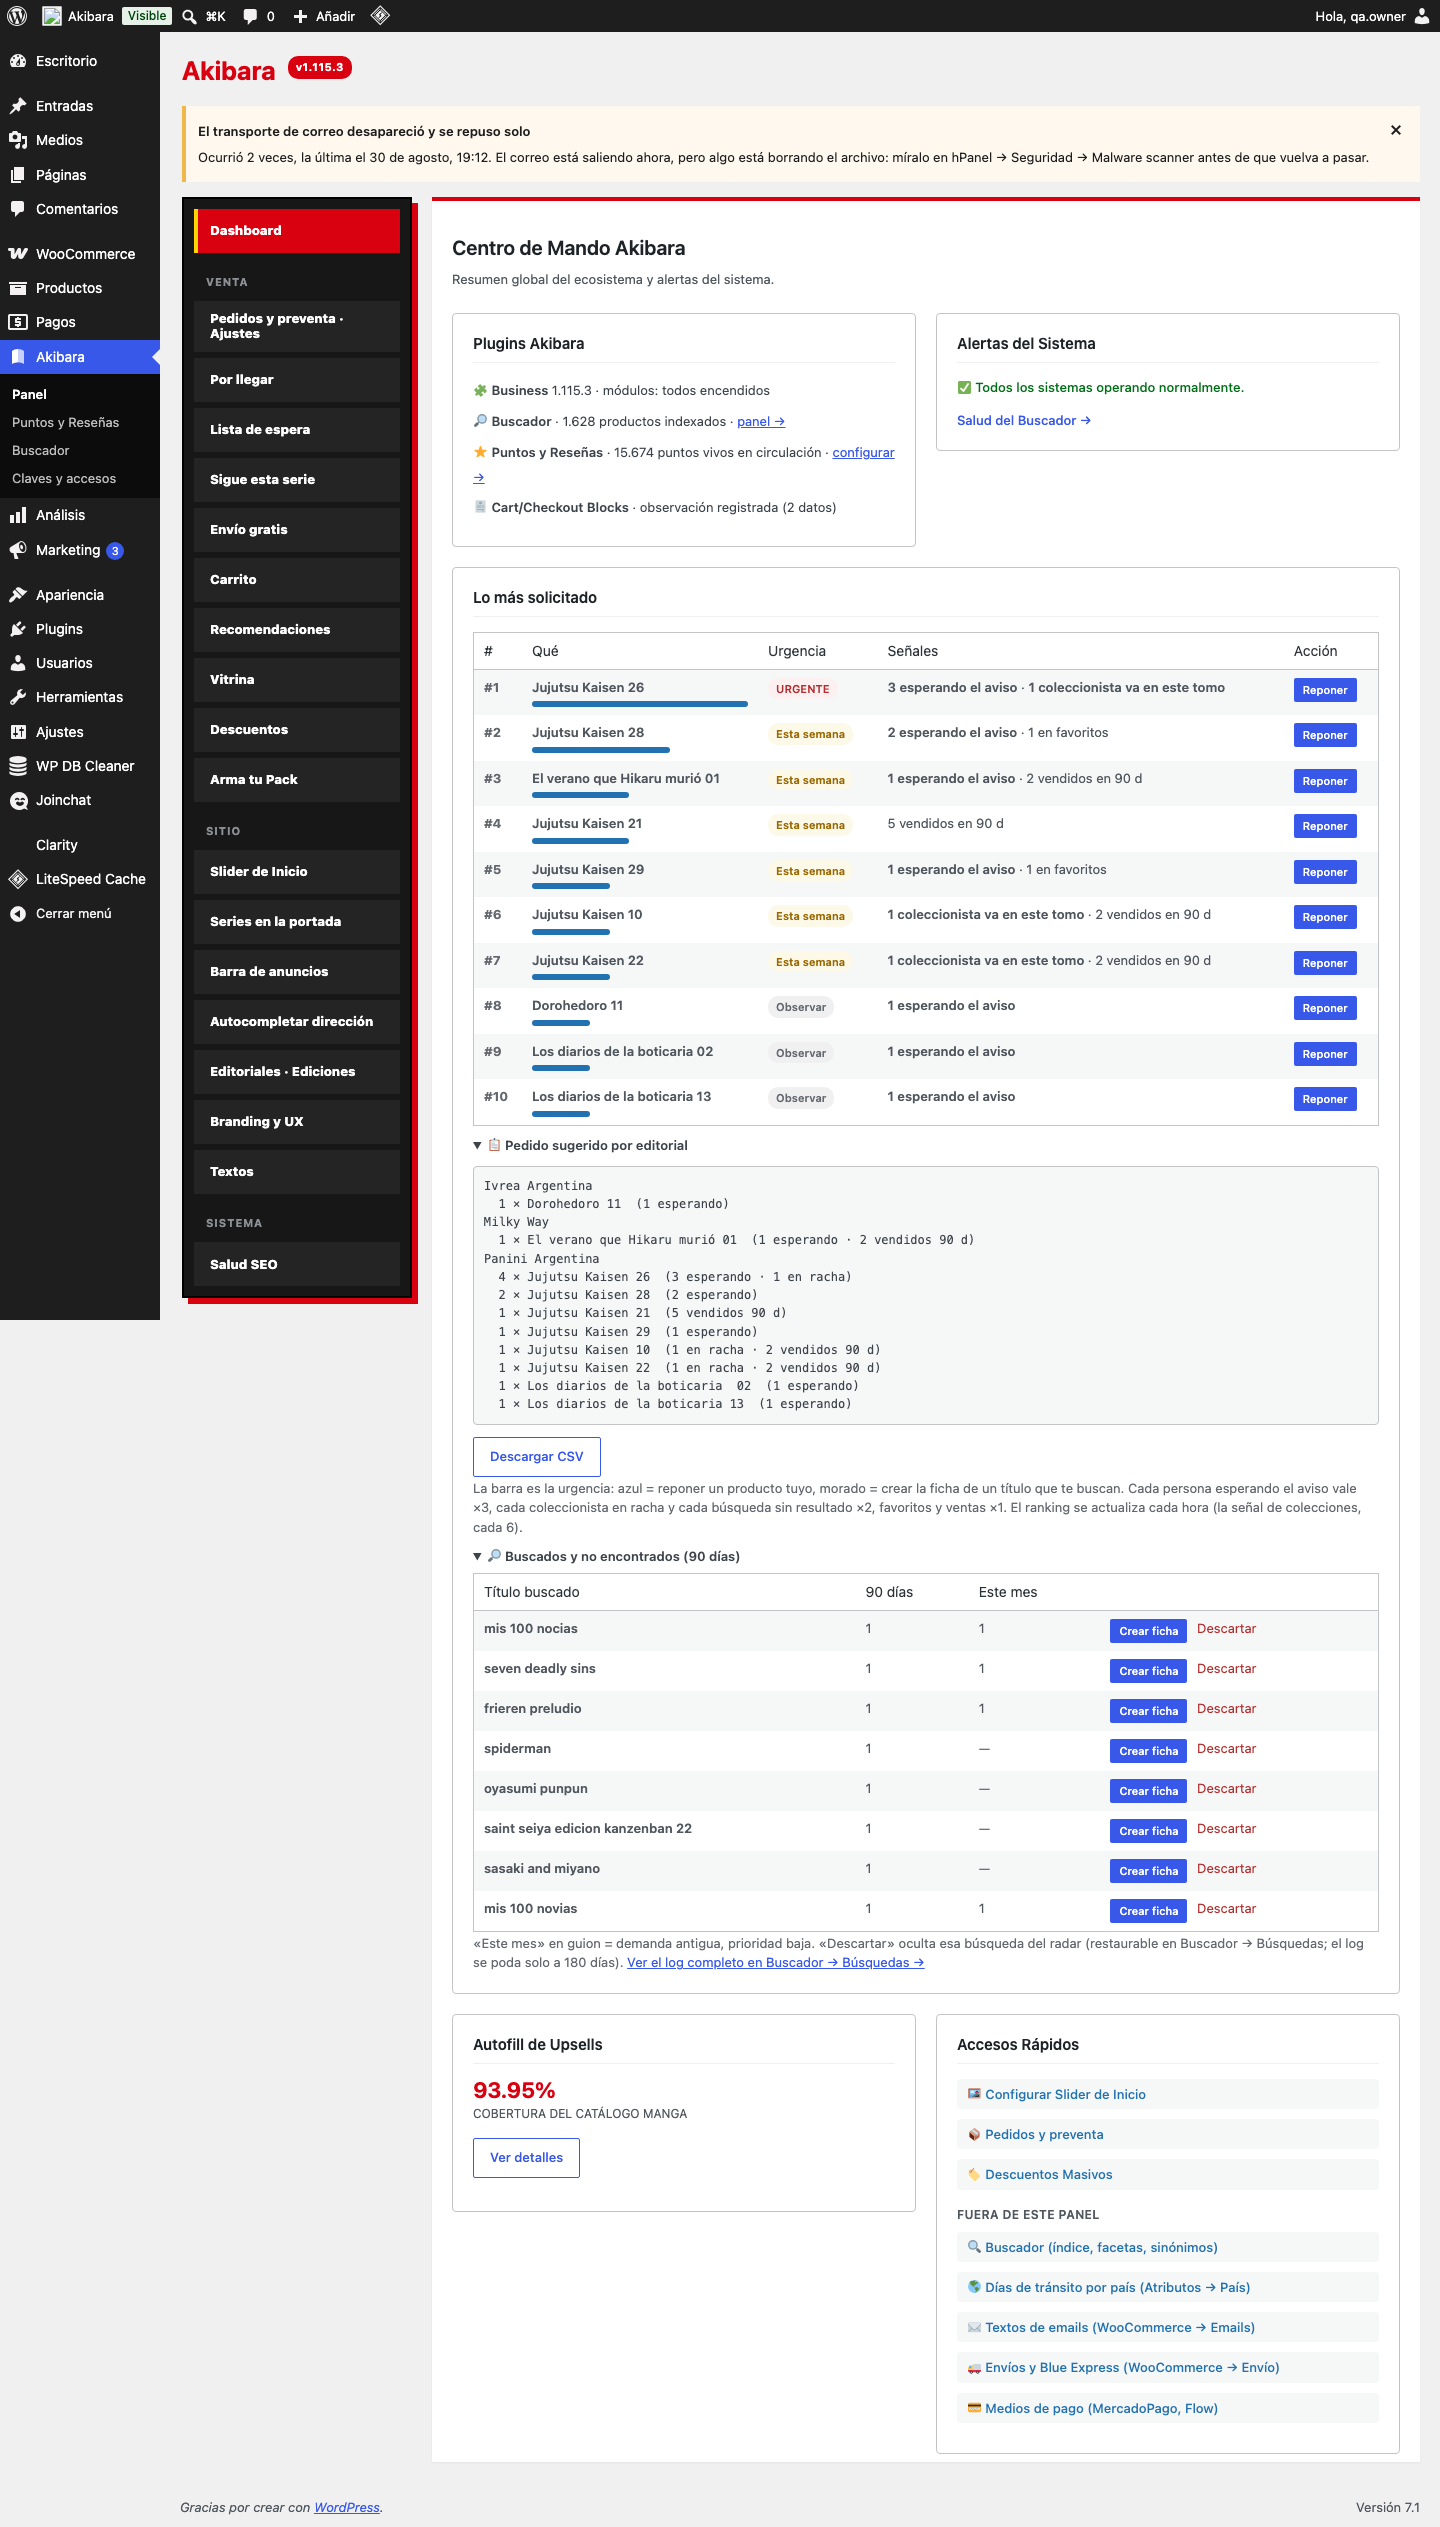 Akibara Visible ⌘K 0 Añadir Hola, qa.owner
Escritorio
Entradas
Medios
Páginas
Comentarios
WooCommerce
Productos
Pagos
Akibara
Panel
Puntos y Reseñas
Buscador
Claves y accesos
Análisis
Marketing 3
Apariencia
Plugins
Usuarios
Herramientas
Ajustes
WP DB Cleaner
Joinchat
Clarity
LiteSpeed Cache
Cerrar menú
Akibara v1.115.3
El transporte de correo desapareció y se repuso solo
Ocurrió 2 veces, la última el 30 de agosto, 19:12. El correo está saliendo ahora, pero algo está borrando el archivo: míralo en hPanel → Seguridad → Malware scanner antes de que vuelva a pasar.
Dashboard
VENTA
Pedidos y preventa ·
Ajustes
Por llegar
Lista de espera
Sigue esta serie
Envío gratis
Carrito
Recomendaciones
Vitrina
Descuentos
Arma tu Pack
SITIO
Slider de Inicio
Series en la portada
Barra de anuncios
Autocompletar dirección
Editoriales · Ediciones
Branding y UX
Textos
SISTEMA
Salud SEO
Centro de Mando Akibara
Resumen global del ecosistema y alertas del sistema.
Plugins Akibara
Business 1.115.3 · módulos: todos encendidos
Buscador · 1.628 productos indexados · panel →
Puntos y Reseñas · 15.674 puntos vivos en circulación · configurar
→
Cart/Checkout Blocks · observación registrada (2 datos)
Alertas del Sistema
Todos los sistemas operando normalmente.
Salud del Buscador →
Lo más solicitado
# Qué Urgencia Señales Acción
#1 Jujutsu Kaisen 26 URGENTE 3 esperando el aviso · 1 coleccionista va en este tomo Reponer
#2 Jujutsu Kaisen 28 Esta semana 2 esperando el aviso · 1 en favoritos Reponer
#3 El verano que Hikaru murió 01 Esta semana 1 esperando el aviso · 2 vendidos en 90 d Reponer
#4 Jujutsu Kaisen 21 Esta semana 5 vendidos en 90 d Reponer
#5 Jujutsu Kaisen 29 Esta semana 1 esperando el aviso · 1 en favoritos Reponer
#6 Jujutsu Kaisen 10 Esta semana 1 coleccionista va en este tomo · 2 vendidos en 90 d Reponer
#7 Jujutsu Kaisen 22 Esta semana 1 coleccionista va en este tomo · 2 vendidos en 90 d Reponer
#8 Dorohedoro 11 Observar 1 esperando el aviso Reponer
#9 Los diarios de la boticaria 02 Observar 1 esperando el aviso Reponer
#10 Los diarios de la boticaria 13 Observar 1 esperando el aviso Reponer
Pedido sugerido por editorial
Ivrea Argentina
1 × Dorohedoro 11 (1 esperando)
Milky Way
1 × El verano que Hikaru murió 01 (1 esperando · 2 vendidos 90 d)
Panini Argentina
4 × Jujutsu Kaisen 26 (3 esperando · 1 en racha)
2 × Jujutsu Kaisen 28 (2 esperando)
1 × Jujutsu Kaisen 21 (5 vendidos 90 d)
1 × Jujutsu Kaisen 29 (1 esperando)
1 × Jujutsu Kaisen 10 (1 en racha · 2 vendidos 90 d)
1 × Jujutsu Kaisen 22 (1 en racha · 2 vendidos 90 d)
1 × Los diarios de la boticaria 02 (1 esperando)
1 × Los diarios de la boticaria 13 (1 esperando)
Descargar CSV
La barra es la urgencia: azul = reponer un producto tuyo, morado = crear la ficha de un título que te buscan. Cada persona esperando el aviso vale
×3, cada coleccionista en racha y cada búsqueda sin resultado ×2, favoritos y ventas ×1. El ranking se actualiza cada hora (la señal de colecciones,
cada 6).
Buscados y no encontrados (90 días)
Título buscado 90 días Este mes
mis 100 nocias 1 1 Crear ficha Descartar
seven deadly sins 1 1 Crear ficha Descartar
frieren preludio 1 1 Crear ficha Descartar
spiderman 1 — Crear ficha Descartar
oyasumi punpun 1 — Crear ficha Descartar
saint seiya edicion kanzenban 22 1 — Crear ficha Descartar
sasaki and miyano 1 — Crear ficha Descartar
mis 100 novias 1 1 Crear ficha Descartar
«Este mes» en guion = demanda antigua, prioridad baja. «Descartar» oculta esa búsqueda del radar (restaurable en Buscador → Búsquedas; el log
se poda solo a 180 días). Ver el log completo en Buscador → Búsquedas →
Autofill de Upsells
93.95%
COBERTURA DEL CATÁLOGO MANGA
Ver detalles
Accesos Rápidos
Configurar Slider de Inicio
Pedidos y preventa
Descuentos Masivos
FUERA DE ESTE PANEL
Buscador (índice, facetas, sinónimos)
Días de tránsito por país (Atributos → País)
Textos de emails (WooCommerce → Emails)
Envíos y Blue Express (WooCommerce → Envío)
Medios de pago (MercadoPago, Flow)
Gracias por crear con WordPress. Versión 7.1